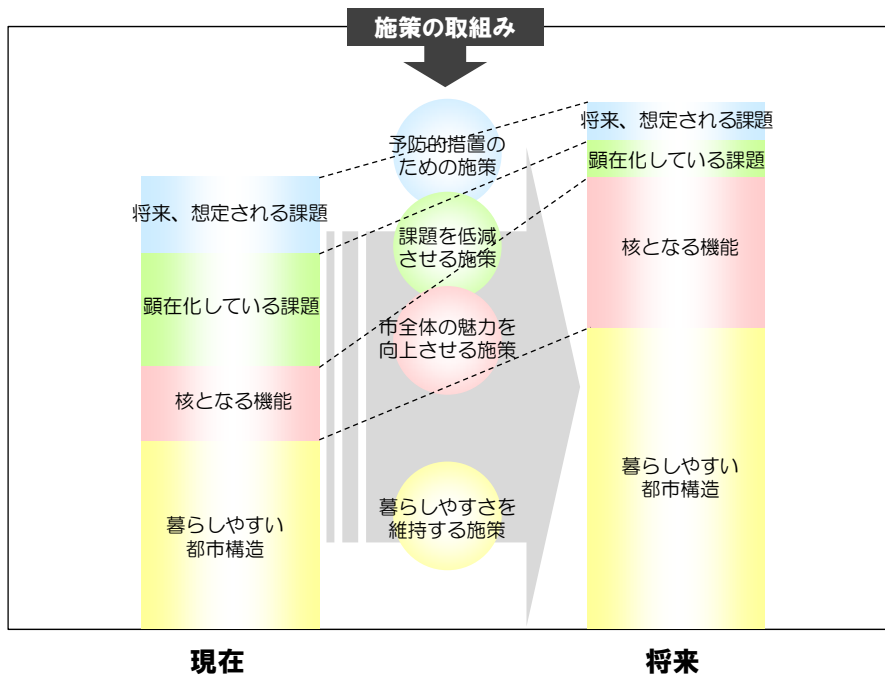 施策の取組み
将来、想定される課題
顕在化している課題
核となる機能
暮らしやすい
都市構造
予防的措置の
ための施策
課題を低減
させる施策
市全体の魅力を
向上させる施策
暮らしやすさを
維持する施策
将来、想定される課題
顕在化している課題
核となる機能
暮らしやすい
都市構造
現在
将来